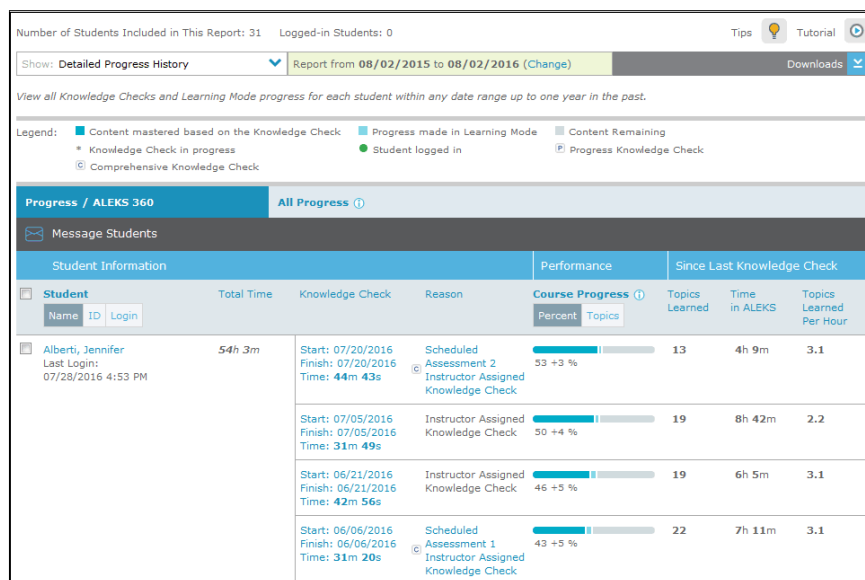 Number of Students Included in This Report: 31 Logged-in Students: 0 Tips Tutorial
Show: Detailed Progress History Report from 08/02/2015 to 08/02/2016 (Change) Downloads
View all Knowledge Checks and Learning Mode progress for each student within any date range up to one year in the past.
Legend: Content mastered based on the Knowledge Check Progress made in Learning Mode Content Remaining
* Knowledge Check in progress Student logged in P Progress Knowledge Check
C Comprehensive Knowledge Check
Progress / ALEKS 360 All Progress
Message Students
Student Information Performance Since Last Knowledge Check
Student Total Time Knowledge Check Reason Course Progress Topics Learned Time in ALEKS Topics Learned Per Hour
Name ID Login Percent Topics
Alberti, Jennifer
Last Login:
07/28/2016 4:53 PM
54h 3m
Start: 07/20/2016
Finish: 07/20/2016
Time: 44m 43s
C
Scheduled
Assessment 2
Instructor Assigned
Knowledge Check
53 +3 %
13
4h 9m
3.1
Start: 07/05/2016
Finish: 07/05/2016
Time: 31m 49s
Instructor Assigned
Knowledge Check
50 +4 %
19
8h 42m
2.2
Start: 06/21/2016
Finish: 06/21/2016
Time: 42m 56s
Instructor Assigned
Knowledge Check
46 +5 %
19
6h 5m
3.1
Start: 06/06/2016
Finish: 06/06/2016
Time: 31m 20s
C
Scheduled
Assessment 1
Instructor Assigned
Knowledge Check
43 +5 %
22
7h 11m
3.1